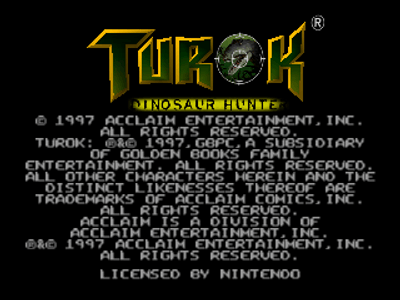 TUROK®
DINOSAUR HUNTER
© 1997 ACCLAIM ENTERTAINMENT, INC.
ALL RIGHTS RESERVED.
TUROK: ®&© 1997, GBPC, A SUBSIDIARY
OF GOLDEN BOOKS FAMILY
ENTERTAINMENT. ALL RIGHTS RESERVED.
ALL OTHER CHARACTERS HEREIN AND THE
DISTINCT LIKENESSES THEREOF ARE
TRADEMARKS OF ACCLAIM COMICS, INC.
ALL RIGHTS RESERVED.
ACCLAIM IS A DIVISION OF
ACCLAIM ENTERTAINMENT, INC.
®&© 1997 ACCLAIM ENTERTAINMENT, INC.
ALL RIGHTS RESERVED.
LICENSED BY NINTENDO